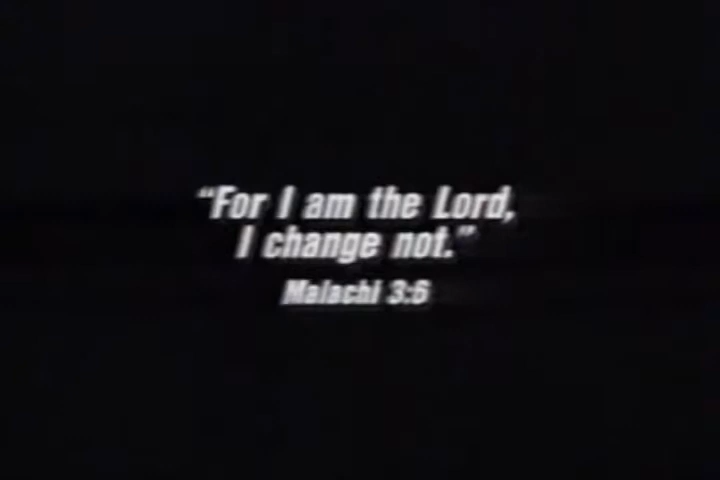 “For I am the Lord,
I change not.”
Malachi 3:6